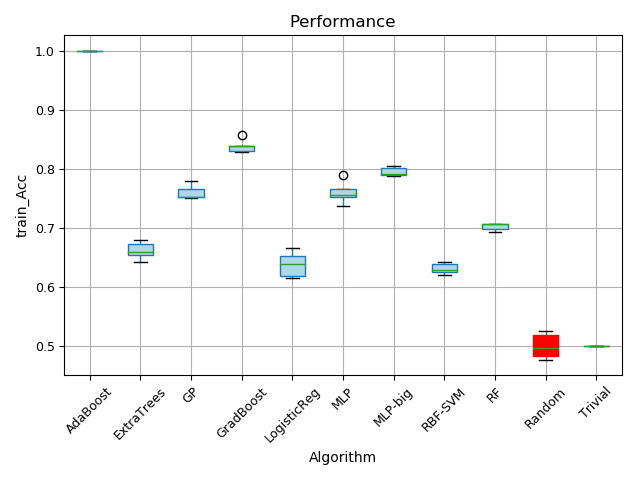 Performance
train_Acc
1.0
0.9
0.8
0.7
0.6
0.5
AdaBoost
ExtraTrees
GP
GradBoost
LogisticReg
MLP
MLP-big
RBF-SVM
RF
Random
Trivial
Algorithm